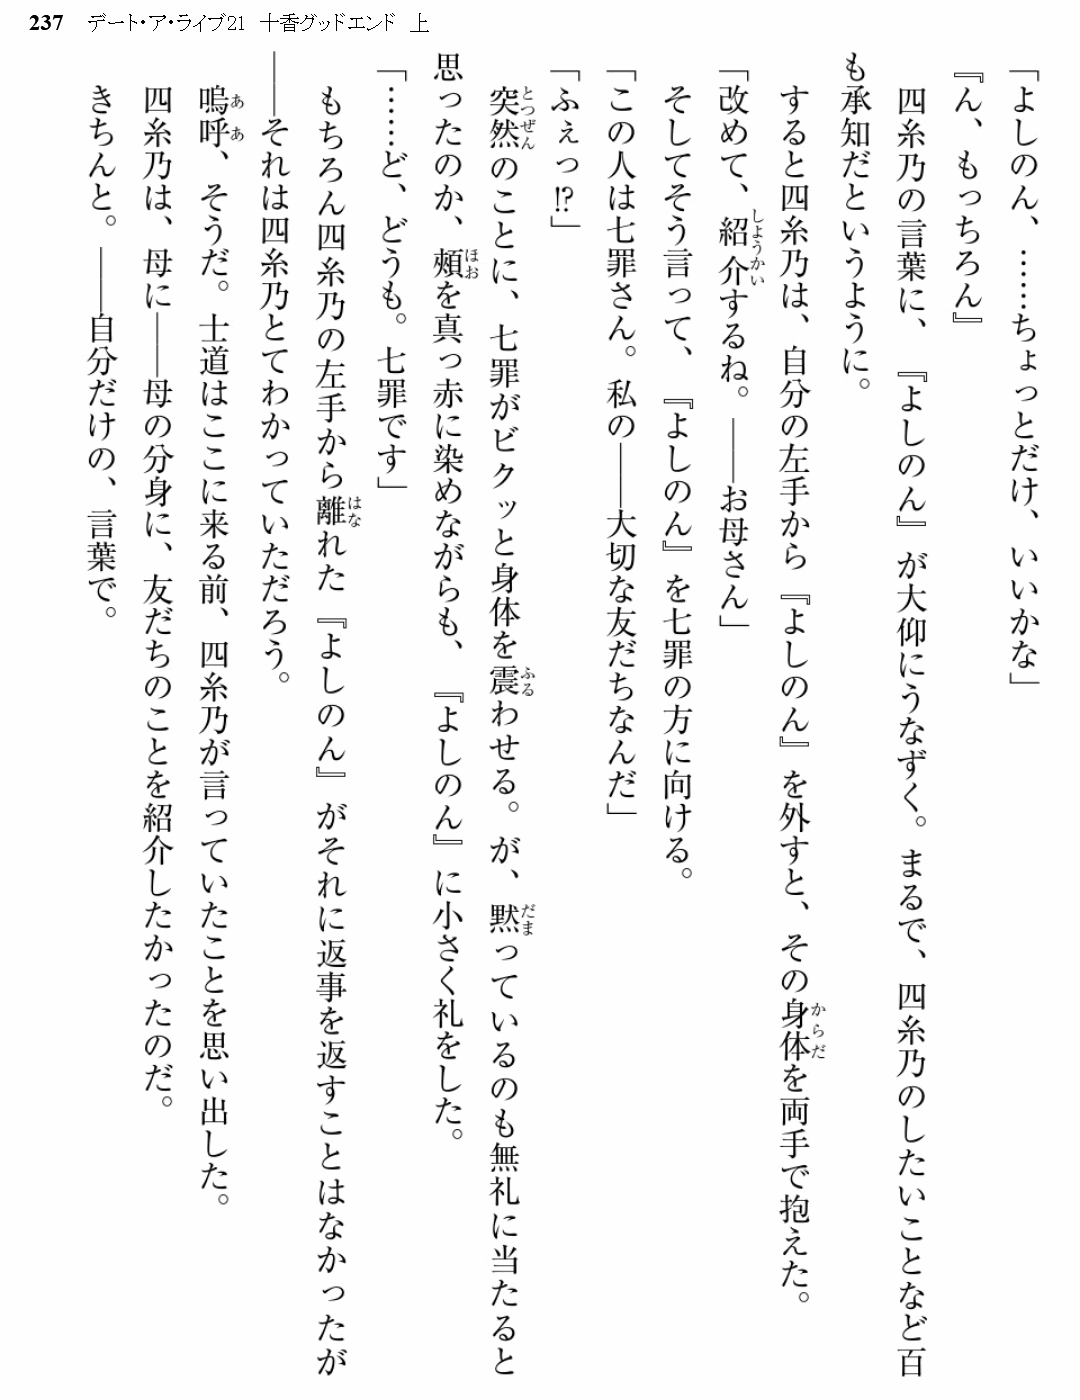 237 デート・ア・ライブ21 十香グッドエンド 上
「よしのん、……ちょっとだけ、いいかな」
『ん、もっちろん』
四糸乃の言葉に、『よしのん』が大仰にうなずく。まるで、四糸乃のしたいことなど百
も承知だというように。
すると四糸乃は、自分の左手から『よしのん』を外すと、その身体を両手で抱えた。
「改めて、紹介するね。――お母さん」
そしてそう言って、『よしのん』を七罪の方に向ける。
「この人は七罪さん。私の――大切な友だちなんだ」
「ふぇっ!?」
突然のことに、七罪がビクッと身体を震わせる。が、黙っているのも無礼に当たると
思ったのか、頰を真っ赤に染めながらも、『よしのん』に小さく礼をした。
「……ど、どうも。七罪です」
もちろん四糸乃の左手から離れた『よしのん』がそれに返事を返すことはなかったが
――それは四糸乃とてわかっていただろう。
嗚呼、そうだ。士道はここに来る前、四糸乃が言っていたことを思い出した。
四糸乃は、母に――母の分身に、友だちのことを紹介したかったのだ。
きちんと。――自分だけの、言葉で。